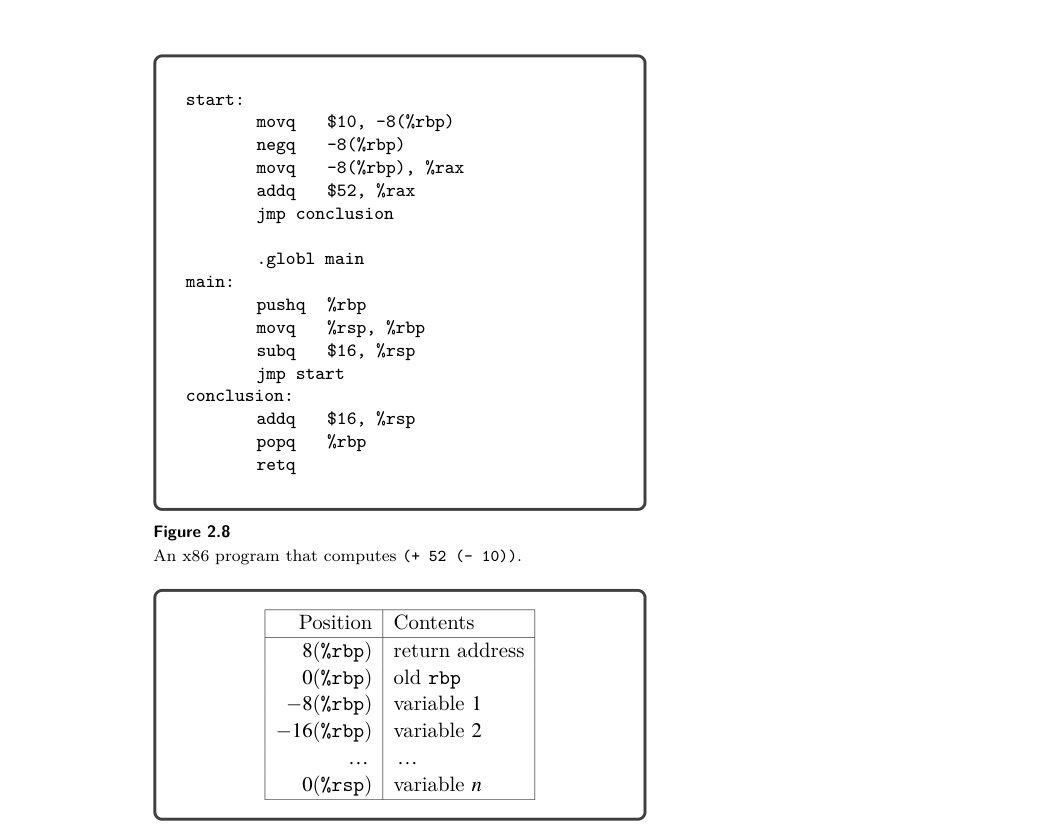 start:
movq $10, -8(%rbp)
negq -8(%rbp)
movq -8(%rbp), %rax
addq $52, %rax
jmp conclusion
.globl main
main:
pushq %rbp
movq %rsp, %rbp
subq $16, %rsp
jmp start
conclusion:
addq $16, %rsp
popq %rbp
retq
Figure 2.8
An x86 program that computes (+ 52 (- 10)).
Position Contents
8(%rbp) return address
0(%rbp) old rbp
−8(%rbp) variable 1
−16(%rbp) variable 2
... ...
0(%rsp) variable n